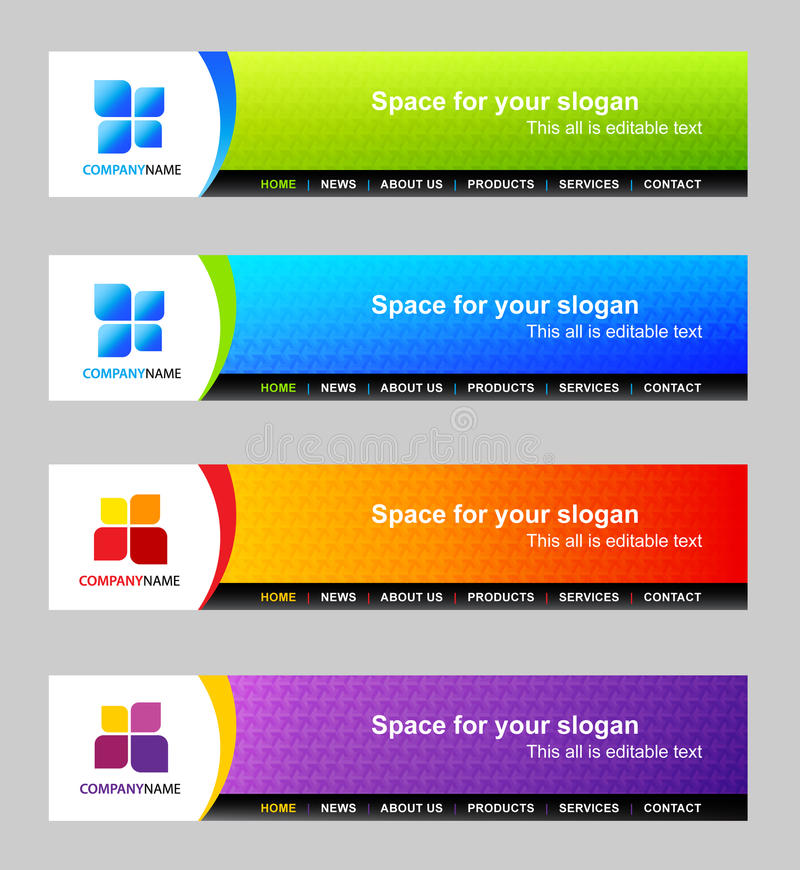 Space for your slogan
This all is editable text
COMPANYNAME
HOME | NEWS | ABOUT US | PRODUCTS | SERVICES | CONTACT
Space for your slogan
This all is editable text
COMPANYNAME
HOME | NEWS | ABOUT US | PRODUCTS | SERVICES | CONTACT
dreamstime
Space for your slogan
This all is editable text
COMPANYNAME
HOME | NEWS | ABOUT US | PRODUCTS | SERVICES | CONTACT
Space for your slogan
This all is editable text
COMPANYNAME
HOME | NEWS | ABOUT US | PRODUCTS | SERVICES | CONTACT